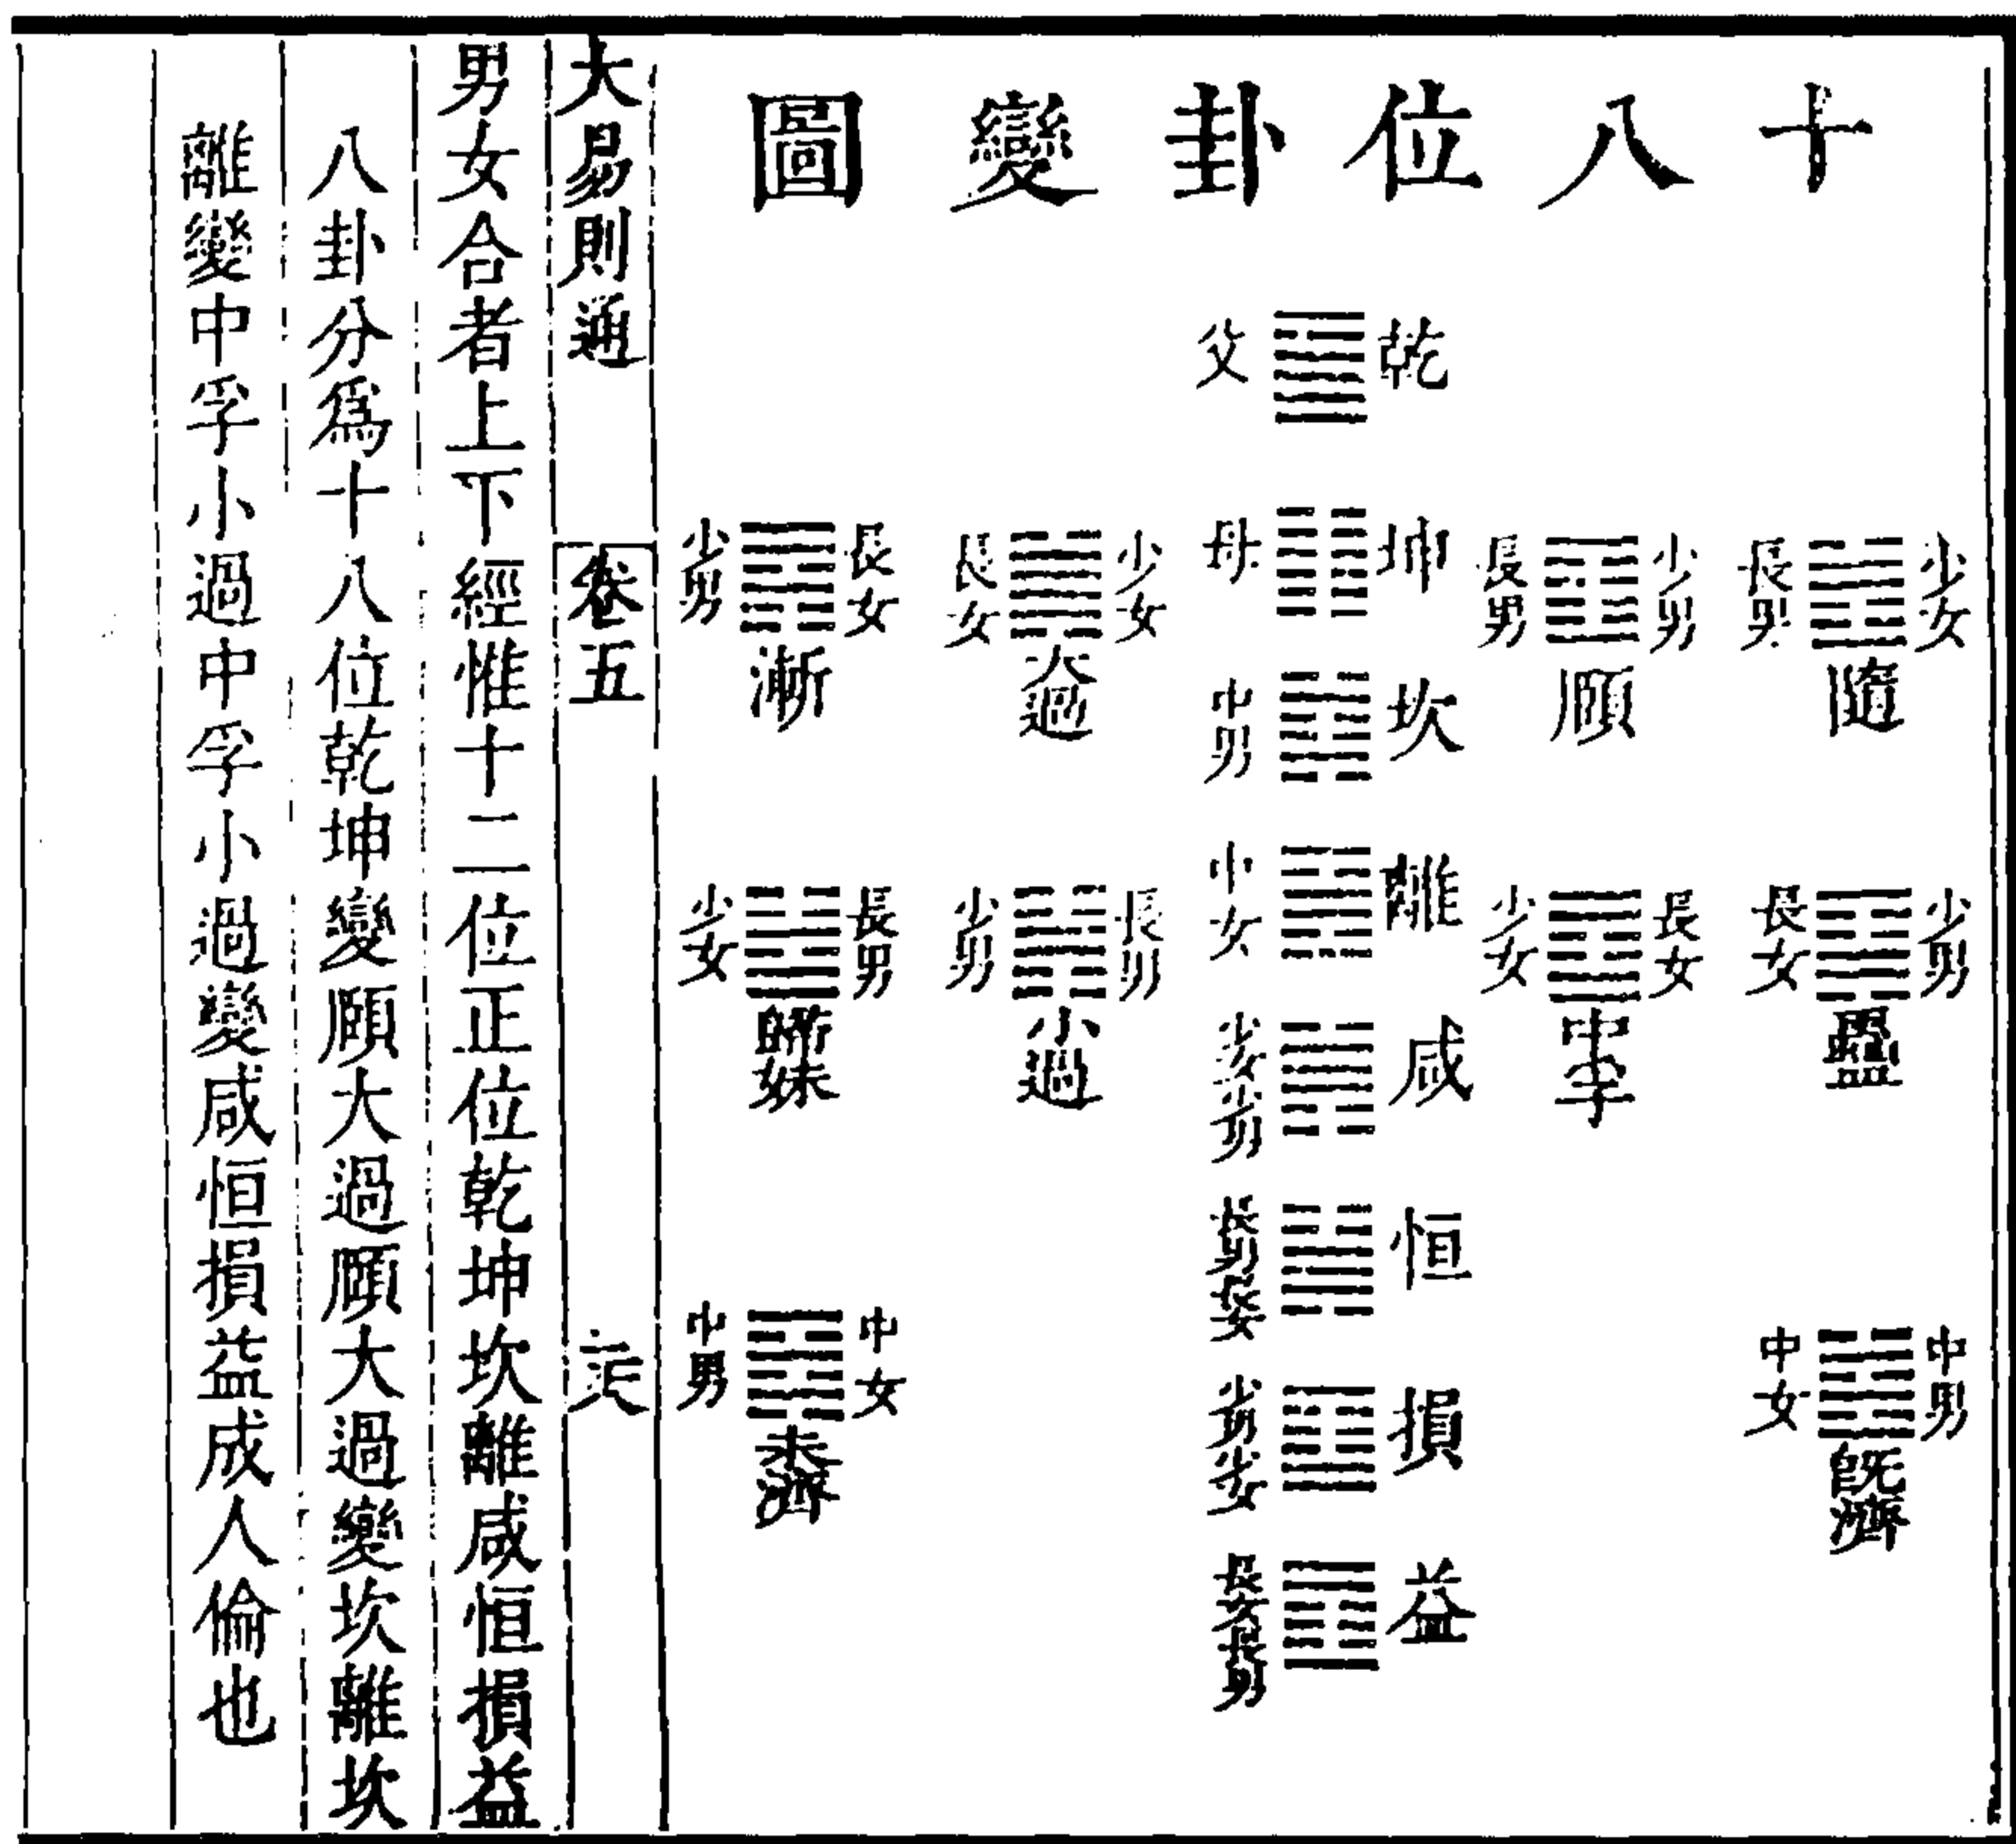 十八位卦變圖
少女
長男
隨
少男
長女
蠱
中男
中女
既濟
少男
長男
頤
長女
少女
中孚
乾
父
坤
母
坎
中男
離
中女
咸
少女少男
恒
長男長女
損
少男少女
益
長女長男
少女
長女
大過
長男
少男
小過
長女
少男
漸
長男
少女
歸妹
中女
中男
未濟
大易則通
卷五
男女合者上下經惟十二位正位乾坤坎離咸恒損益
八卦分為十八位乾坤變頤大過頤大過變坎離坎
離變中孚小過中孚小過變咸恒損益成人倫也